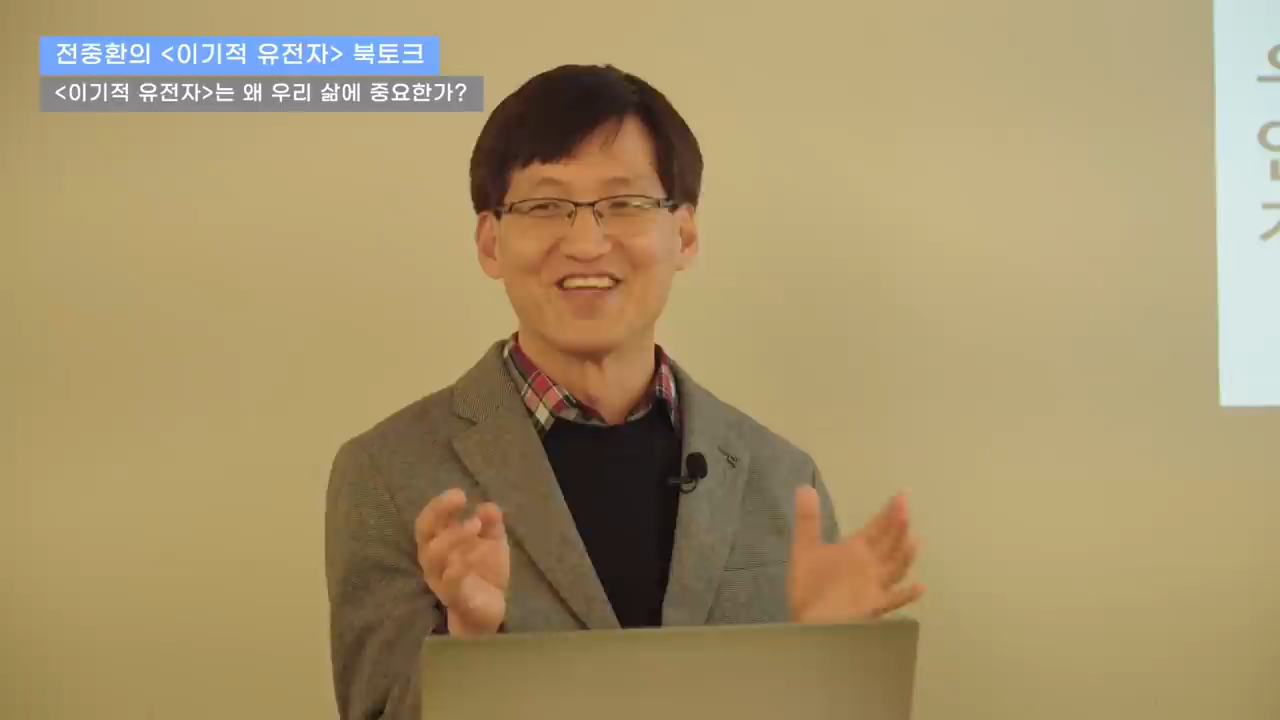 전중환의 <이기적 유전자> 북토크
<이기적 유전자>는 왜 우리 삶에 중요한가?